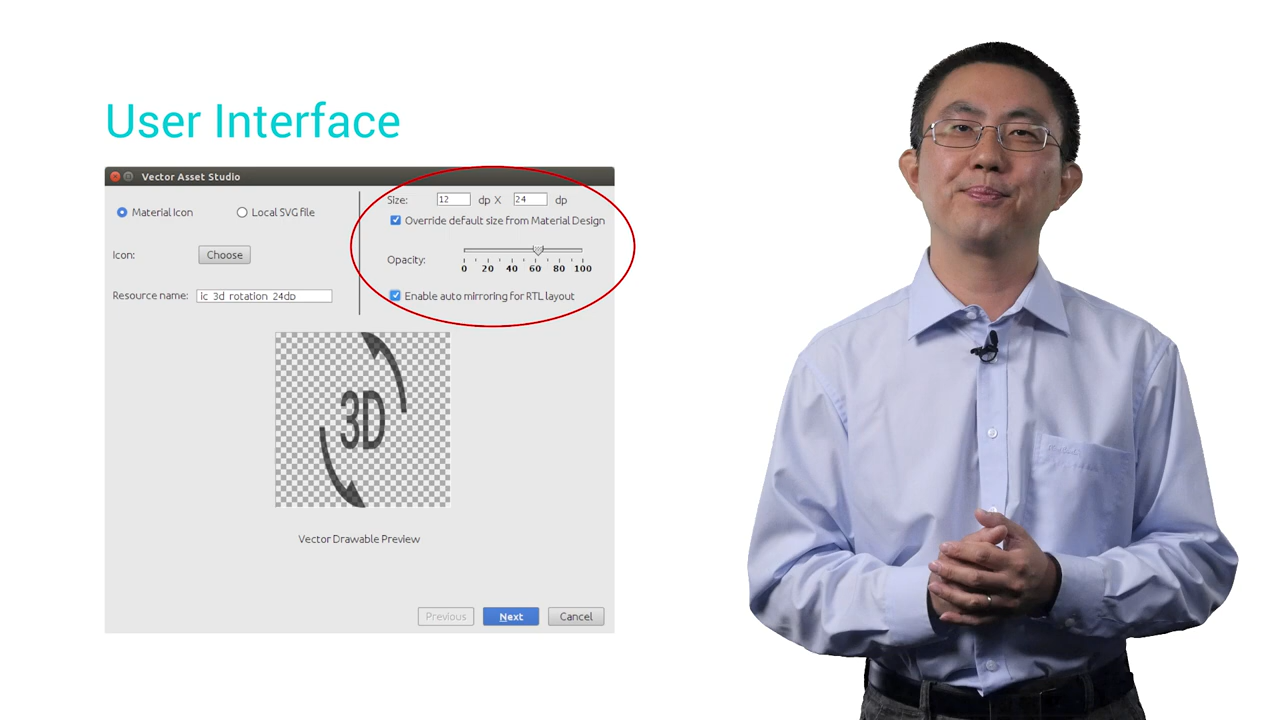 User Interface
Vector Asset Studio
Material Icon
Local SVG file
Icon:
Choose
Resource name:
ic_3d_rotation_24dp
Size:
12
dp X
24
dp
Override default size from Material Design
Opacity:
0 20 40 60 80 100
Enable auto mirroring for RTL layout
3D
Vector Drawable Preview
Previous
Next
Cancel